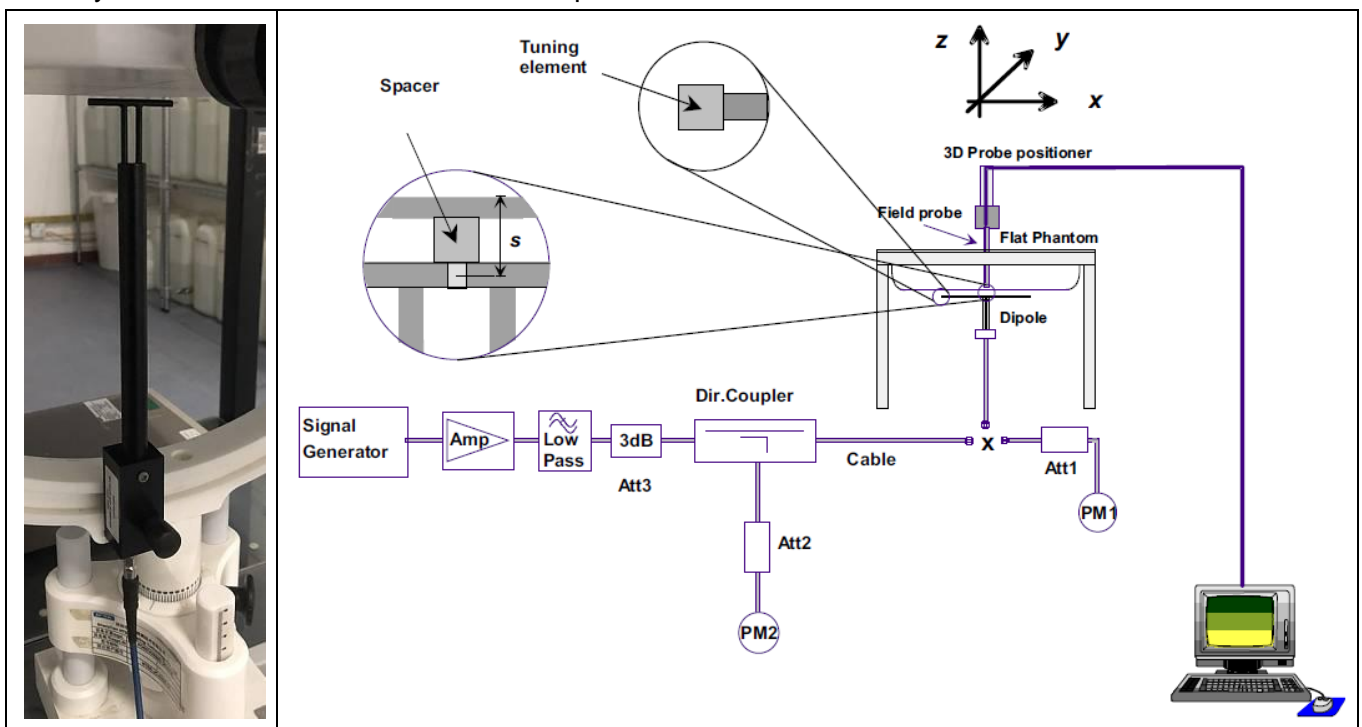 Tuning
element
Spacer
s
z
y
x
3D Probe positioner
Field probe
Flat Phantom
Dipole
Dir.Coupler
Signal
Generator
Amp
Low
Pass
3dB
Att3
Cable
x
Att1
PM1
Att2
PM2